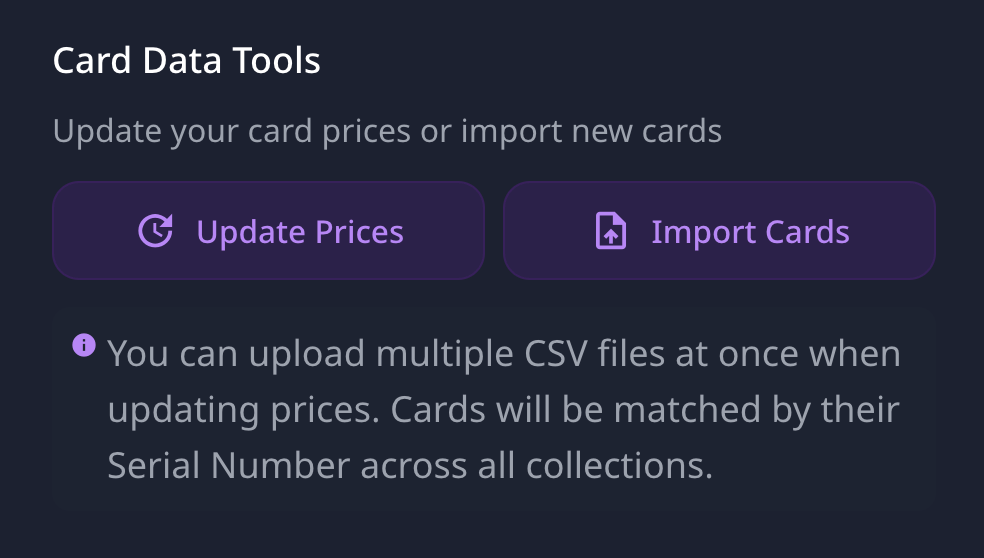 Card Data Tools
Update your card prices or import new cards
Update Prices
Import Cards
You can upload multiple CSV files at once when
updating prices. Cards will be matched by their
Serial Number across all collections.